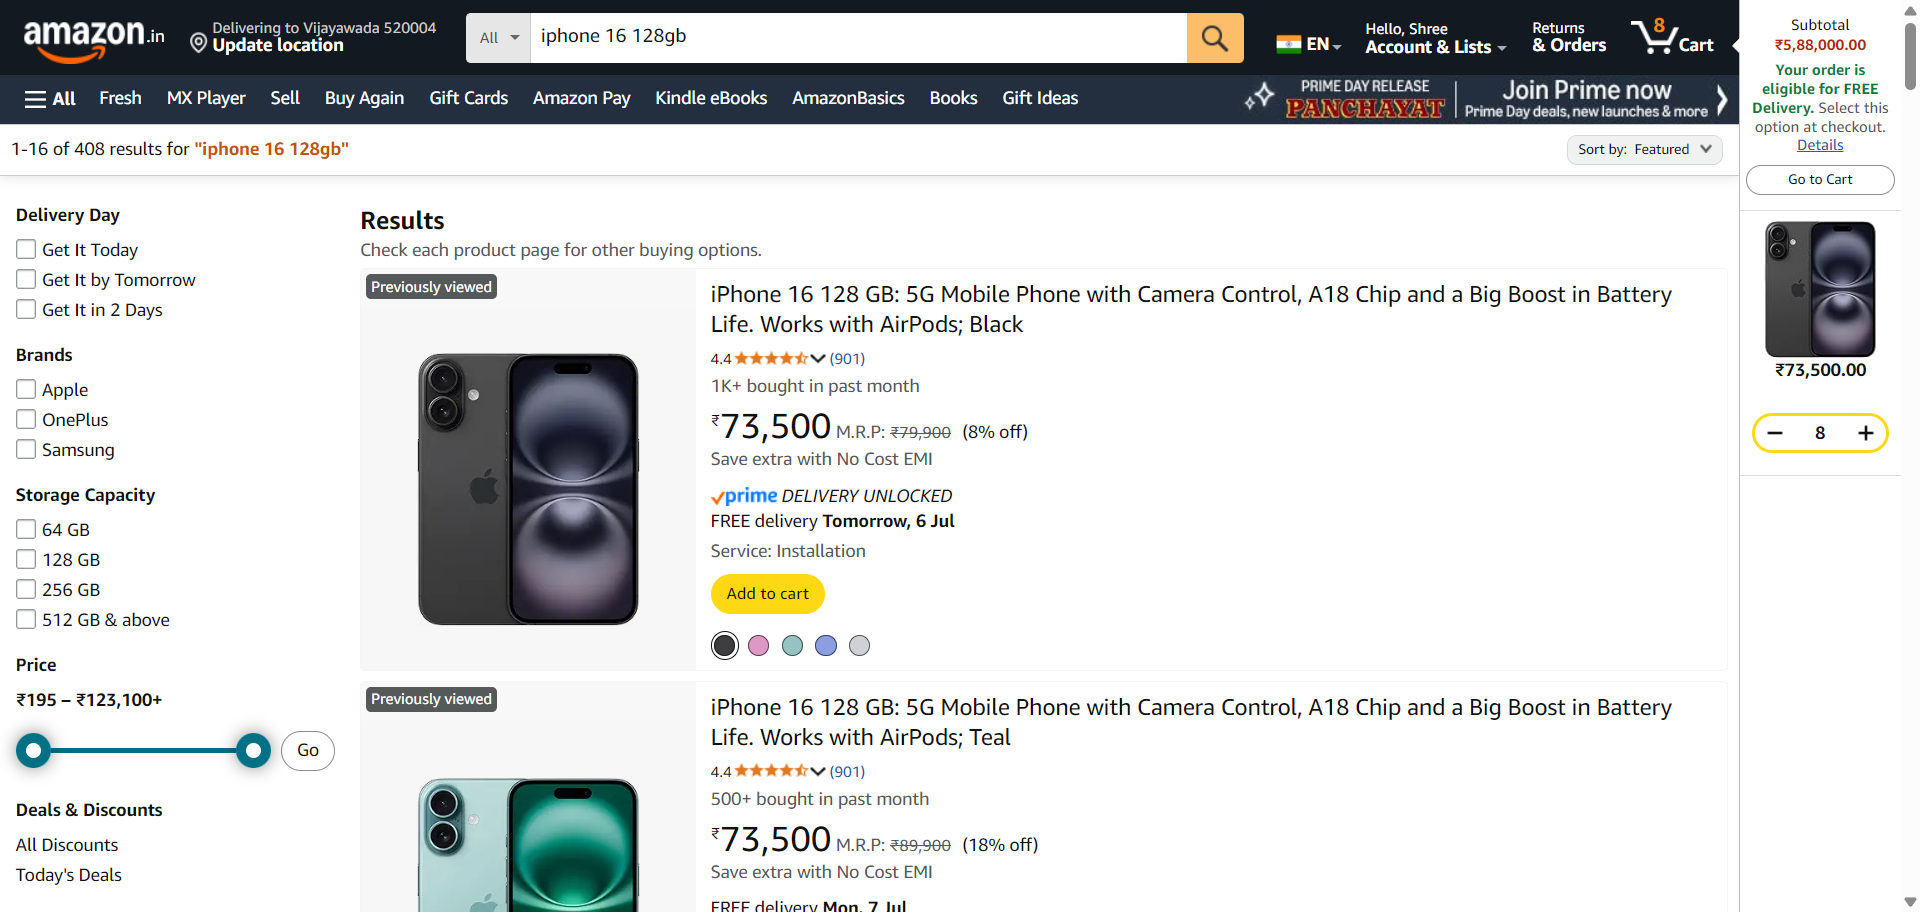 amazon.in
Delivering to Vijayawada 520004
Update location
All
iphone 16 128gb
EN
Hello, Shree
Account & Lists
Returns
& Orders
8
Cart
All
Fresh
MX Player
Sell
Buy Again
Gift Cards
Amazon Pay
Kindle eBooks
AmazonBasics
Books
Gift Ideas
PRIME DAY RELEASE
PANCHAYAT
Join Prime now
Prime Day deals, new launches & more
1-16 of 408 results for "iphone 16 128gb"
Sort by: Featured
Subtotal
₹5,88,000.00
Your order is
eligible for FREE
Delivery. Select this
option at checkout.
Details
Go to Cart
₹73,500.00
8
Delivery Day
Get It Today
Get It by Tomorrow
Get It in 2 Days
Brands
Apple
OnePlus
Samsung
Storage Capacity
64 GB
128 GB
256 GB
512 GB & above
Price
₹195 – ₹123,100+
Go
Deals & Discounts
All Discounts
Today's Deals
Results
Check each product page for other buying options.
Previously viewed
iPhone 16 128 GB: 5G Mobile Phone with Camera Control, A18 Chip and a Big Boost in Battery
Life. Works with AirPods; Black
4.4 (901)
1K+ bought in past month
₹73,500 M.R.P: ₹79,900 (8% off)
Save extra with No Cost EMI
prime DELIVERY UNLOCKED
FREE delivery Tomorrow, 6 Jul
Service: Installation
Add to cart
Previously viewed
iPhone 16 128 GB: 5G Mobile Phone with Camera Control, A18 Chip and a Big Boost in Battery
Life. Works with AirPods; Teal
4.4 (901)
500+ bought in past month
₹73,500 M.R.P: ₹89,900 (18% off)
Save extra with No Cost EMI
FREE delivery Mon, 7 Jul